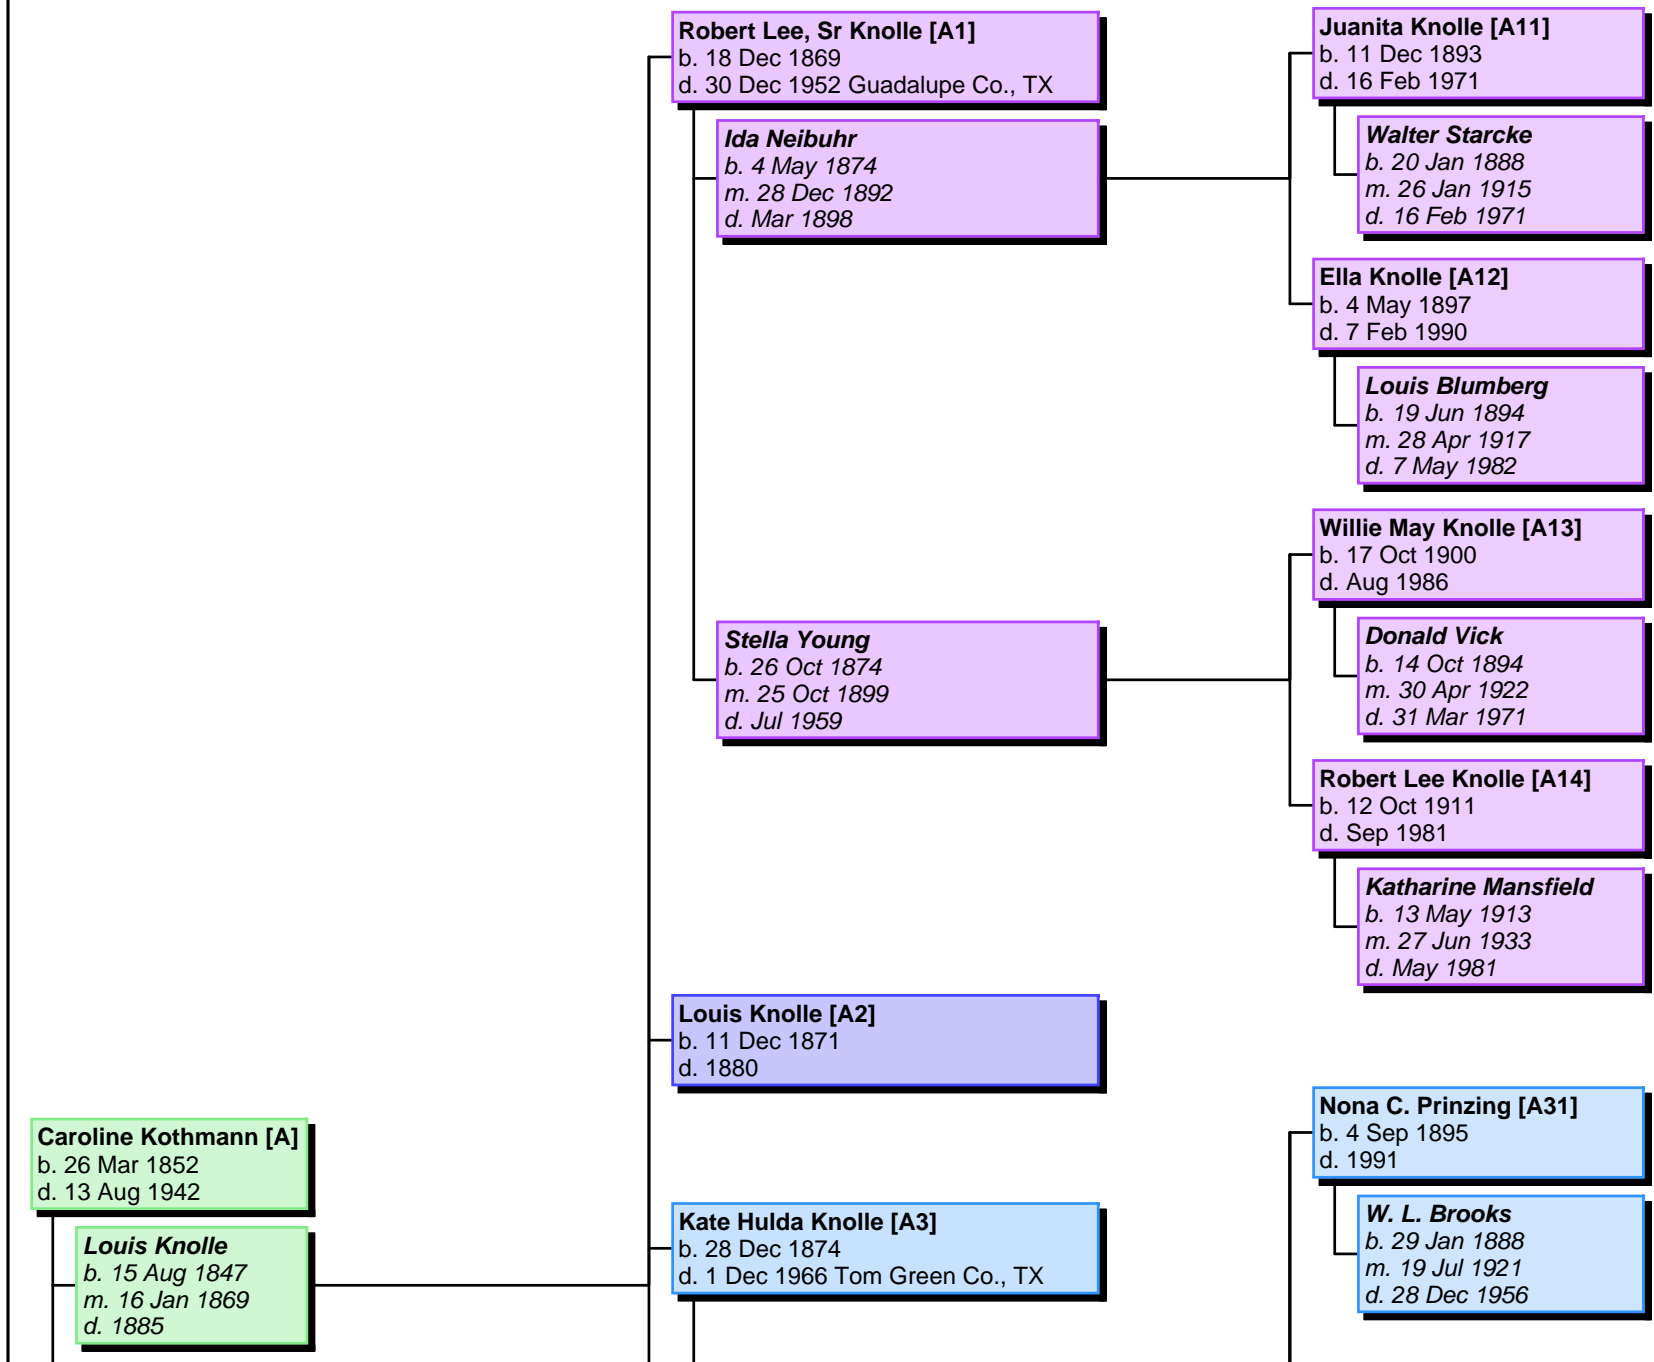 Robert Lee, Sr Knolle [A1]
b. 18 Dec 1869
d. 30 Dec 1952 Guadalupe Co., TX
Ida Neibuhr
b. 4 May 1874
m. 28 Dec 1892
d. Mar 1898
Juanita Knolle [A11]
b. 11 Dec 1893
d. 16 Feb 1971
Walter Starcke
b. 20 Jan 1888
m. 26 Jan 1915
d. 16 Feb 1971
Ella Knolle [A12]
b. 4 May 1897
d. 7 Feb 1990
Louis Blumberg
b. 19 Jun 1894
m. 28 Apr 1917
d. 7 May 1982
Stella Young
b. 26 Oct 1874
m. 25 Oct 1899
d. Jul 1959
Willie May Knolle [A13]
b. 17 Oct 1900
d. Aug 1986
Donald Vick
b. 14 Oct 1894
m. 30 Apr 1922
d. 31 Mar 1971
Robert Lee Knolle [A14]
b. 12 Oct 1911
d. Sep 1981
Katharine Mansfield
b. 13 May 1913
m. 27 Jun 1933
d. May 1981
Louis Knolle [A2]
b. 11 Dec 1871
d. 1880
Caroline Kothmann [A]
b. 26 Mar 1852
d. 13 Aug 1942
Louis Knolle
b. 15 Aug 1847
m. 16 Jan 1869
d. 1885
Kate Hulda Knolle [A3]
b. 28 Dec 1874
d. 1 Dec 1966 Tom Green Co., TX
Nona C. Prinzing [A31]
b. 4 Sep 1895
d. 1991
W. L. Brooks
b. 29 Jan 1888
m. 19 Jul 1921
d. 28 Dec 1956